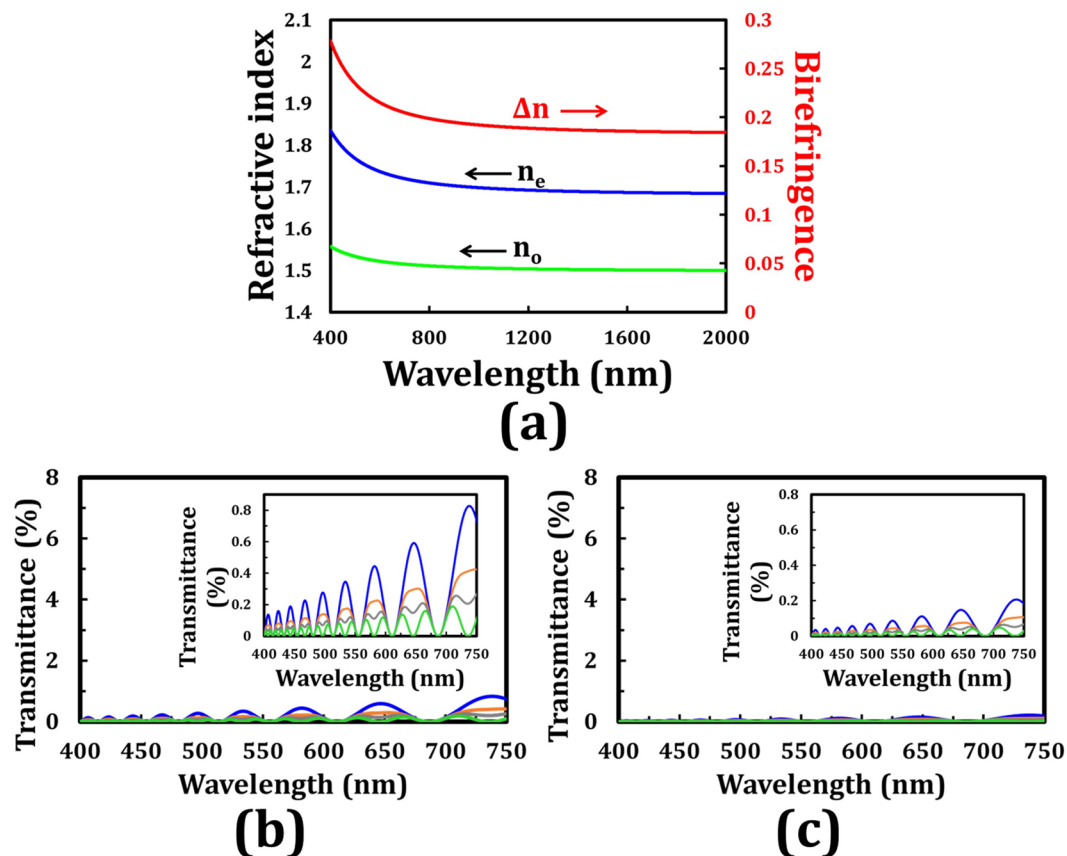 Refractive index
2.1
2
1.9
1.8
1.7
1.6
1.5
1.4
Δn →
← nₑ
← nₒ
0.3
0.25
0.2
0.15
0.1
0.05
0
Birefringence
400 800 1200 1600 2000
Wavelength (nm)
(a)
Transmittance (%)
8
6
4
2
0
Transmittance
(%)
0.8
0.6
0.4
0.2
0
400 450 500 550 600 650 700 750
Wavelength (nm)
400 450 500 550 600 650 700 750
Wavelength (nm)
(b)
Transmittance (%)
8
6
4
2
0
Transmittance
(%)
0.8
0.6
0.4
0.2
0
400 450 500 550 600 650 700 750
Wavelength (nm)
400 450 500 550 600 650 700 750
Wavelength (nm)
(c)